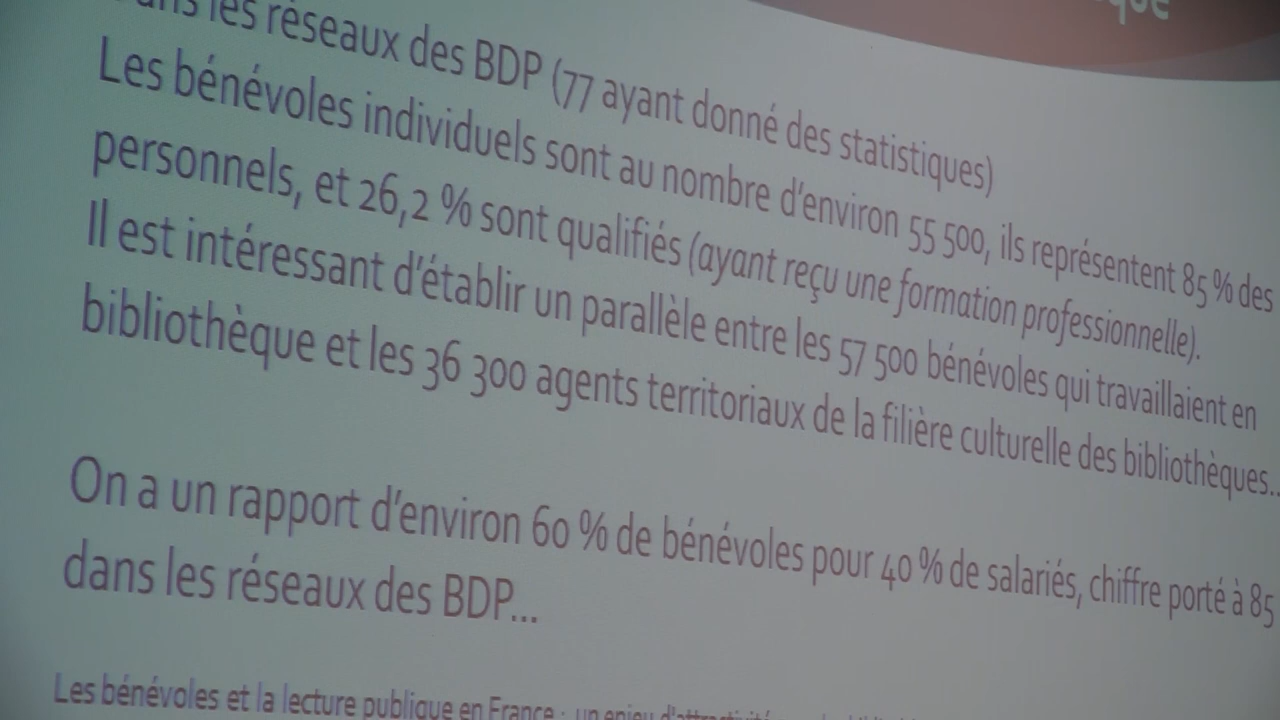 les réseaux des BDP (77 ayant donné des statistiques)
Les bénévoles individuels sont au nombre d'environ 55 500, ils représentent 85 % des
personnels, et 26,2 % sont qualifiés (ayant reçu une formation professionnelle).
Il est intéressant d'établir un parallèle entre les 57 500 bénévoles qui travaillaient en
bibliothèque et les 36 300 agents territoriaux de la filière culturelle des bibliothèques...
On a un rapport d'environ 60 % de bénévoles pour 40 % de salariés, chiffre porté à 85
dans les réseaux des BDP...
Les bénévoles et la lecture publique en France : un enjeu